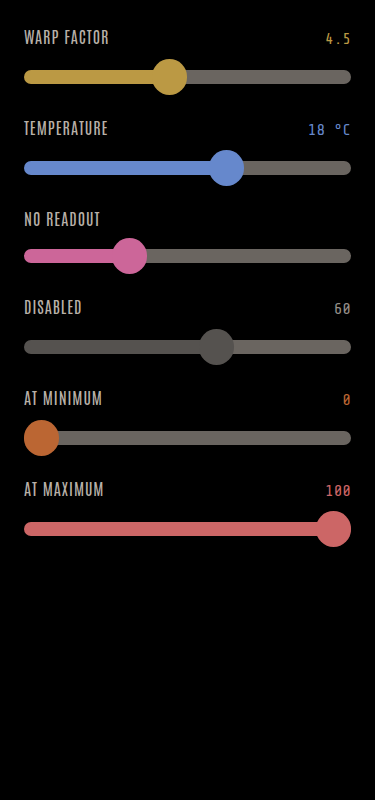 WARP FACTOR 4.5
TEMPERATURE 18 °C
NO READOUT
DISABLED 60
AT MINIMUM 0
AT MAXIMUM 100